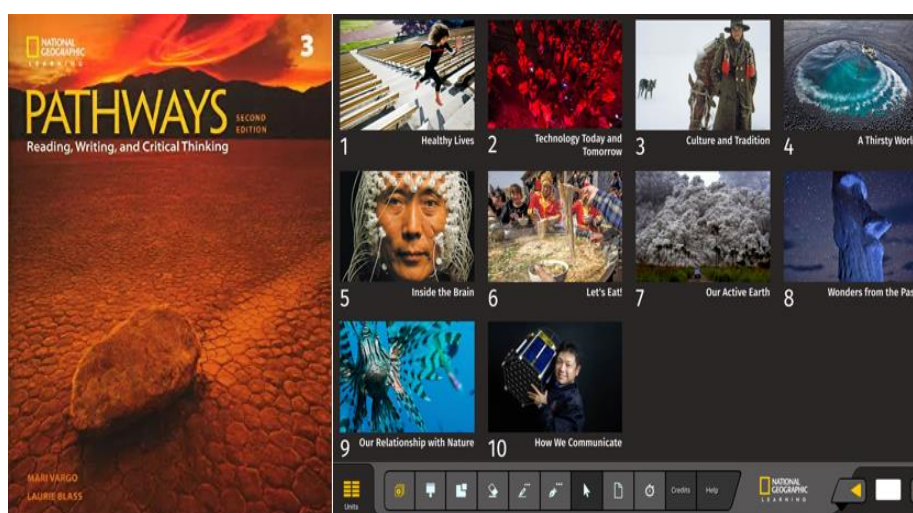 NATIONAL
GEOGRAPHIC
LEARNING
3
PATHWAYS
SECOND
EDITION
Reading, Writing, and Critical Thinking
MARI VARGO
LAURIE BLASS
1 Healthy Lives
2 Technology Today and
Tomorrow
3 Culture and Tradition
4 A Thirsty Worl
5 Inside the Brain
6 Let's Eat!
7 Our Active Earth
8 Wonders from the Pas
9 Our Relationship with Nature
10 How We Communicate
Units
Credits
Help
NATIONAL
GEOGRAPHIC
LEARNING